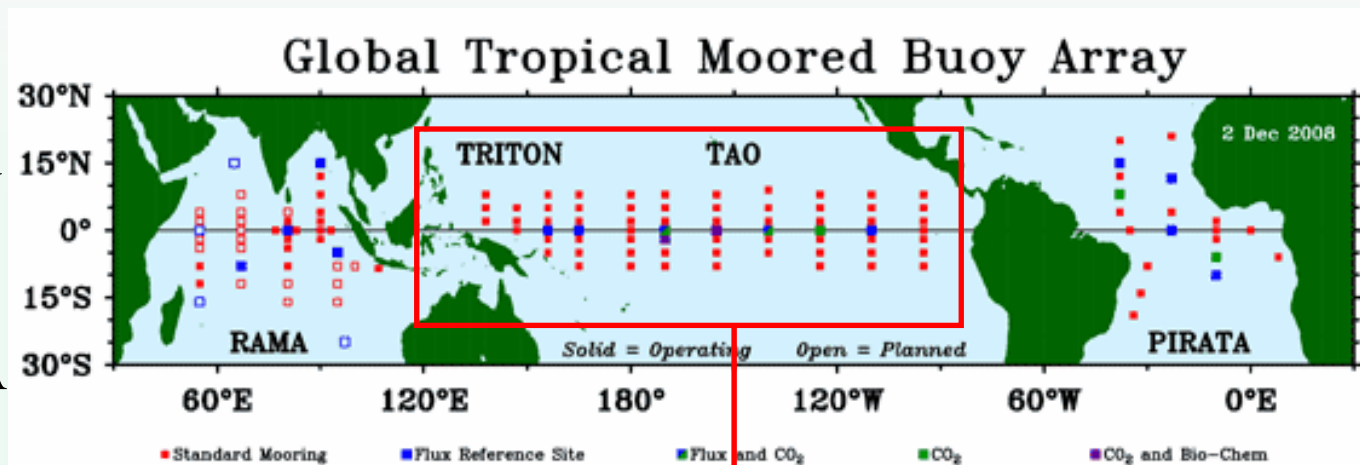 Global Tropical Moored Buoy Array
30°N
2 Dec 2008
15°N
TRITON TAO
0°
15°S
RAMA PIRATA
Solid = Operating Open = Planned
30°S
60°E 120°E 180° 120°W 60°W 0°E
Standard Mooring Flux Reference Site Flux and CO₂ CO₂ CO₂ and Bio-Chem